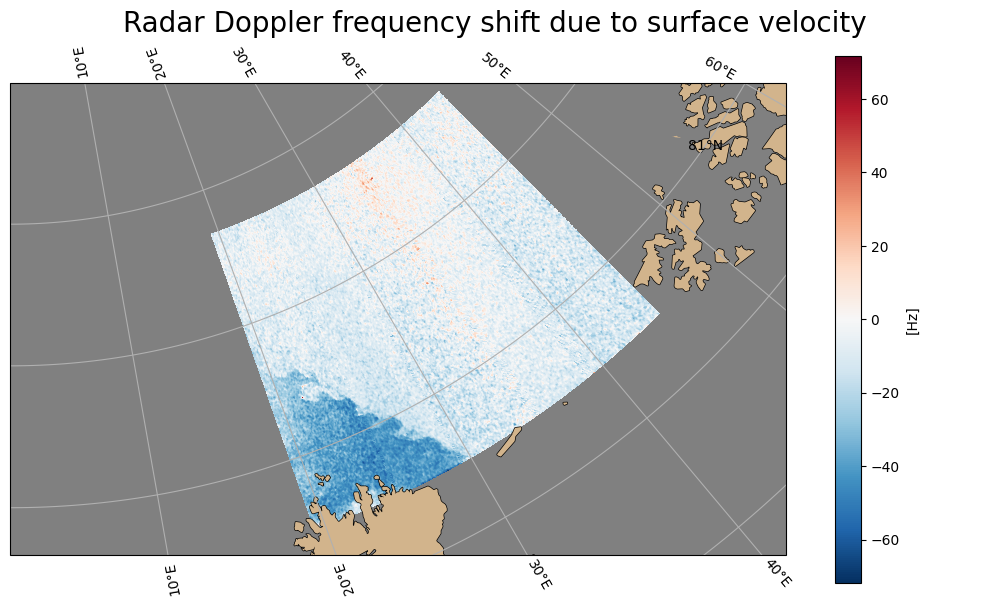 Radar Doppler frequency shift due to surface velocity
10°E
20°E
30°E
40°E
50°E
60°E
81°N
10°E
20°E
30°E
40°E
60
40
20
0
−20
−40
−60
[Hz]